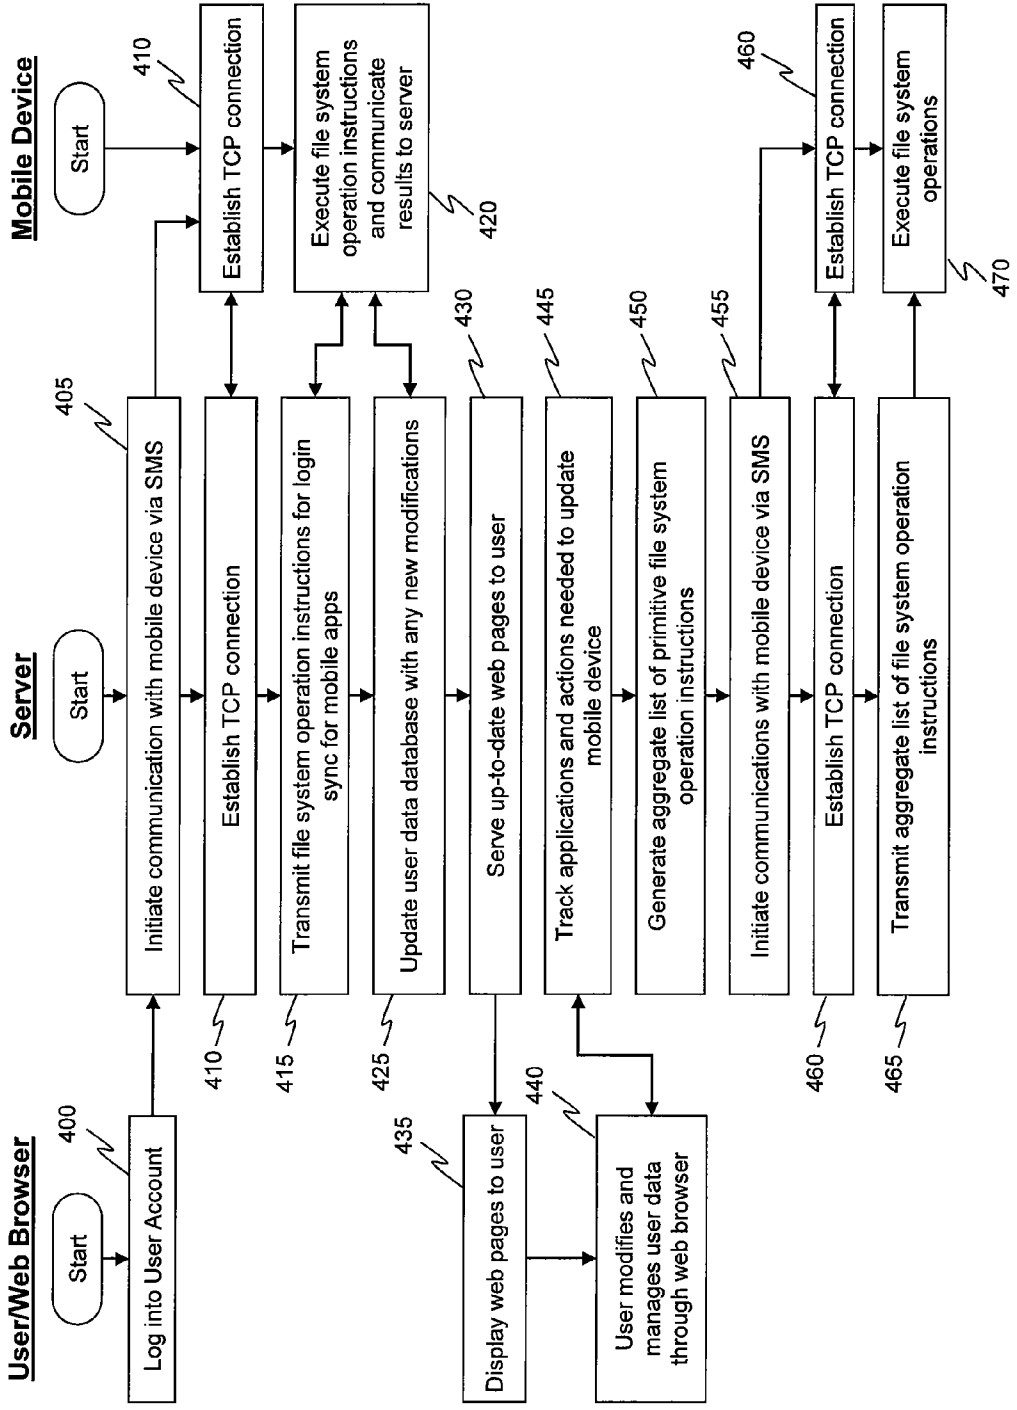 User/Web Browser
Start
Log into User Account
400
Display web pages to user
435
User modifies and
manages user data
through web browser
440
Server
Start
Initiate communication with mobile device via SMS
405
Establish TCP connection
410
Transmit file system operation instructions for login
sync for mobile apps
415
Update user data database with any new modifications
425
Serve up-to-date web pages to user
430
Track applications and actions needed to update
mobile device
445
Generate aggregate list of primitive file system
operation instructions
450
Initiate communications with mobile device via SMS
455
Establish TCP connection
460
Transmit aggregate list of file system operation
instructions
465
Mobile Device
Start
Establish TCP connection
410
Execute file system
operation instructions
and communicate
results to server
420
Establish TCP connection
460
Execute file system
operations
470